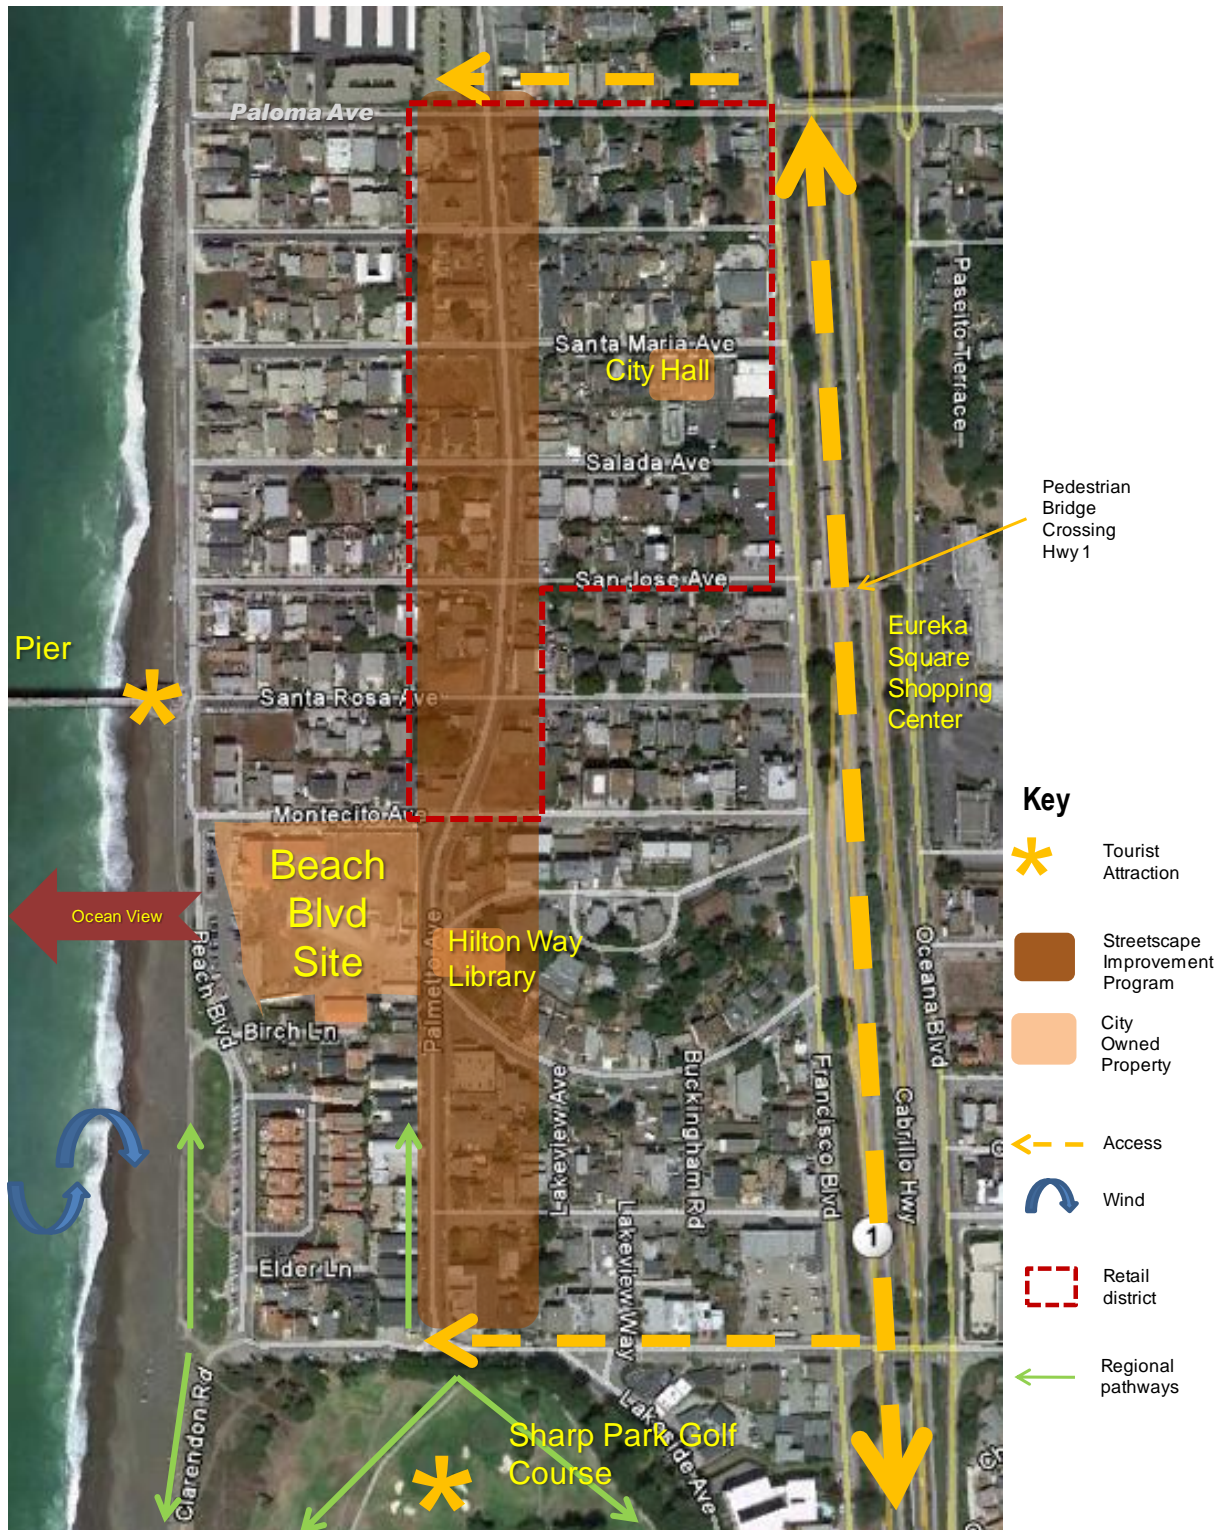 Paloma Ave
Santa Maria Ave
City Hall
Paseito Terrace
Salada Ave
Pedestrian
Bridge
Crossing
Hwy 1
San Jose Ave
Eureka
Square
Shopping
Center
Pier
Santa Rosa Ave
Montecito Ave
Key
Tourist
Attraction
Beach
Blvd
Site
Ocean View
Hilton Way
Library
Palmetto Ave
Beach Blvd
Birch Ln
Streetscape
Improvement
Program
City
Owned
Property
Oceana Blvd
Lakeview Ave
Buckingham Rd
Francisco Blvd
Cabrillo Hwy
Access
Wind
1
Elder Ln
Lakeview Way
Retail
district
Regional
pathways
Clarendon Rd
Lakeside Ave
Sharp Park Golf
Course